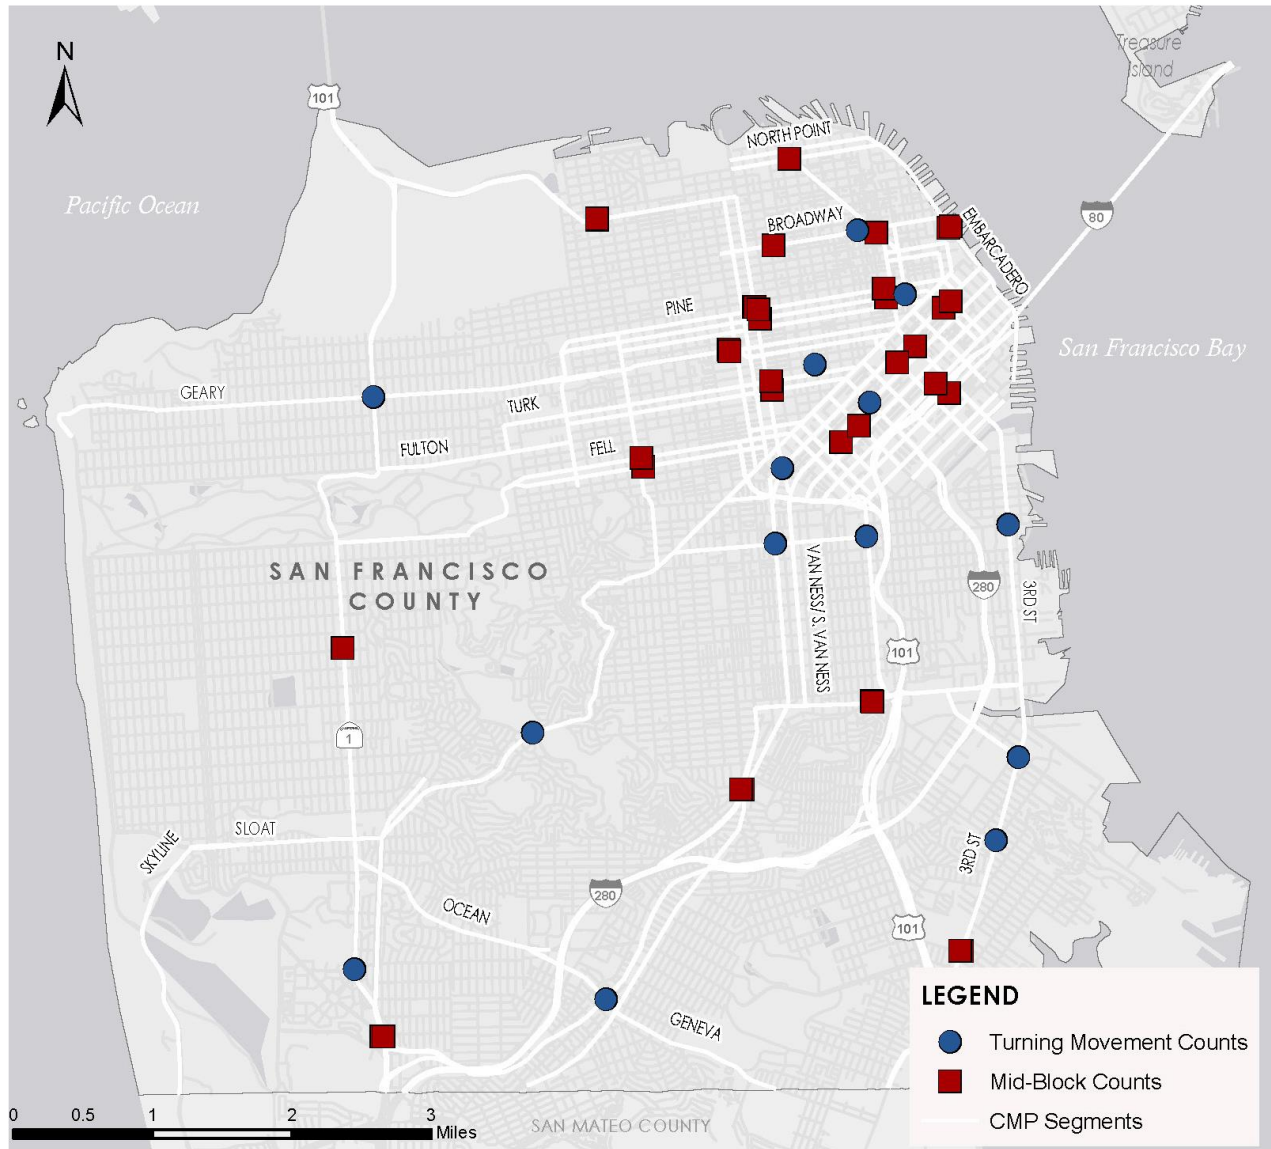 N
Treasure
Island
101
NORTH POINT
Pacific Ocean
80
BROADWAY
EMBARCADERO
PINE
San Francisco Bay
GEARY
TURK
FULTON
FELL
SAN FRANCISCO
COUNTY
VAN NESS/ S. VAN NESS
280
3RD ST
101
1
SLOAT
SKYLINE
3RD ST
280
OCEAN
101
GENEVA
LEGEND
Turning Movement Counts
Mid-Block Counts
CMP Segments
0 0.5 1 2 3
Miles
SAN MATEO COUNTY